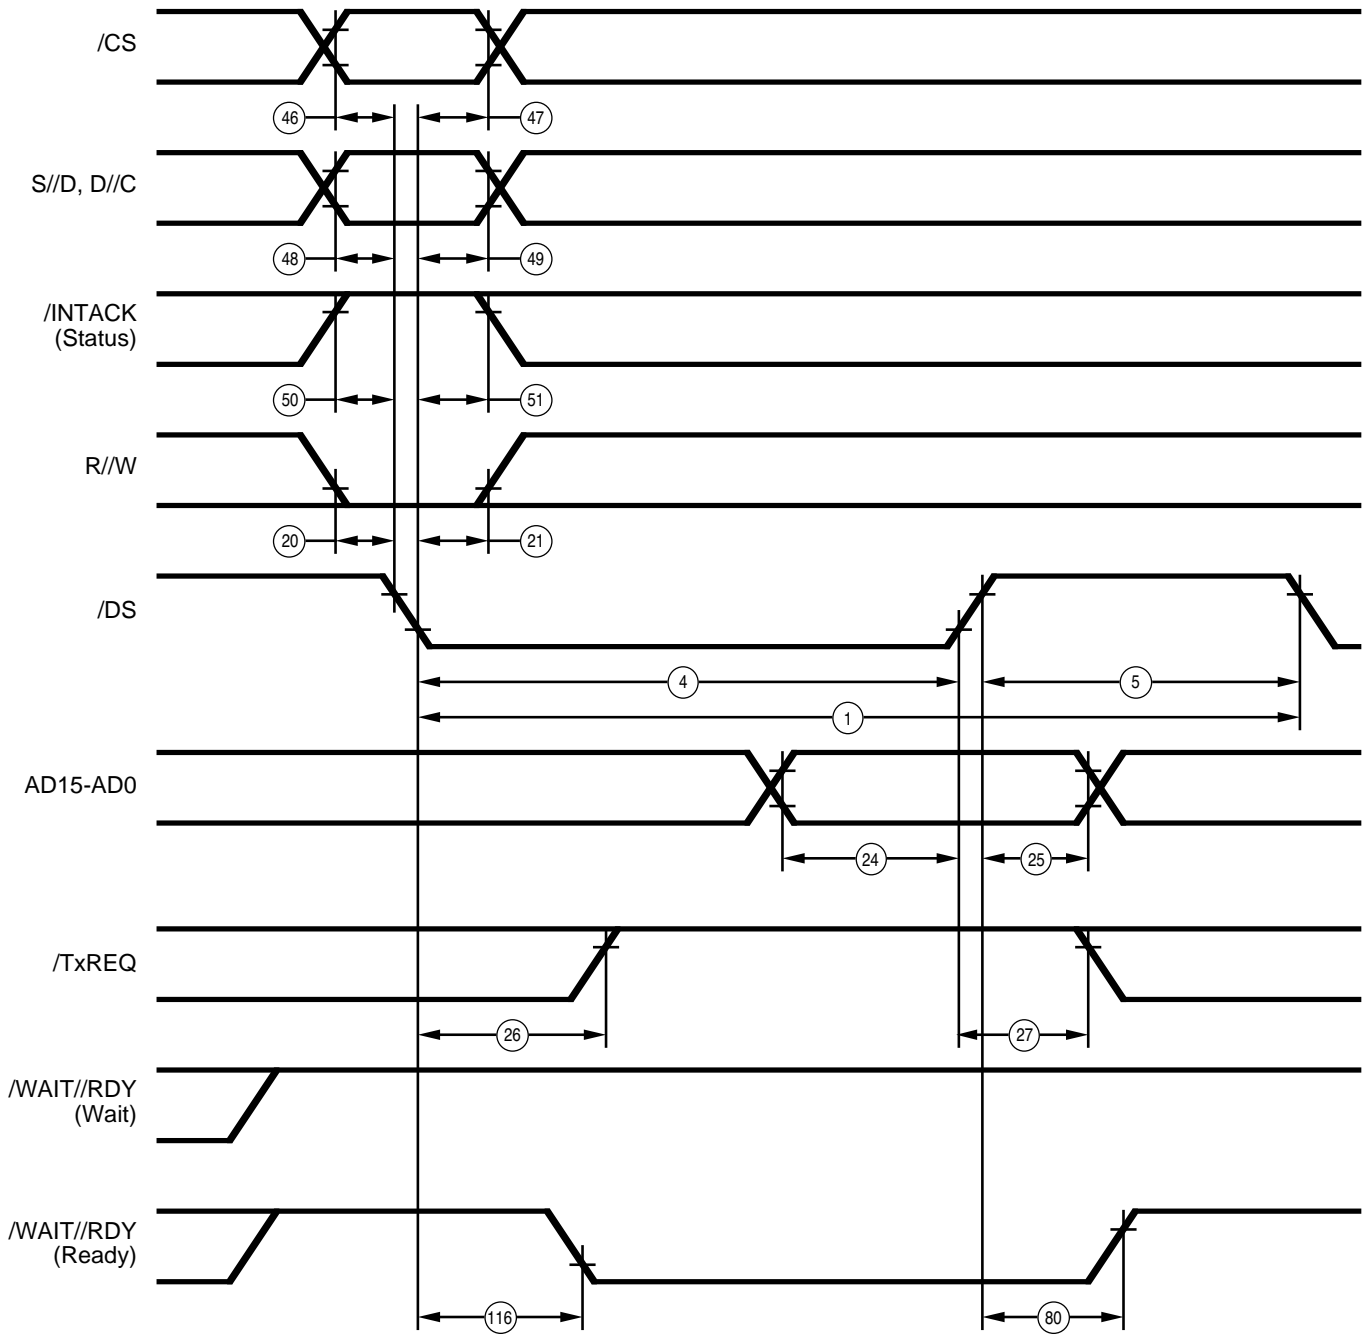 /CS
46
47
S//D, D//C
48
49
/INTACK
(Status)
50
51
R//W
20
21
/DS
4
5
1
AD15-AD0
24
25
/TxREQ
26
27
/WAIT//RDY
(Wait)
/WAIT//RDY
(Ready)
116
80